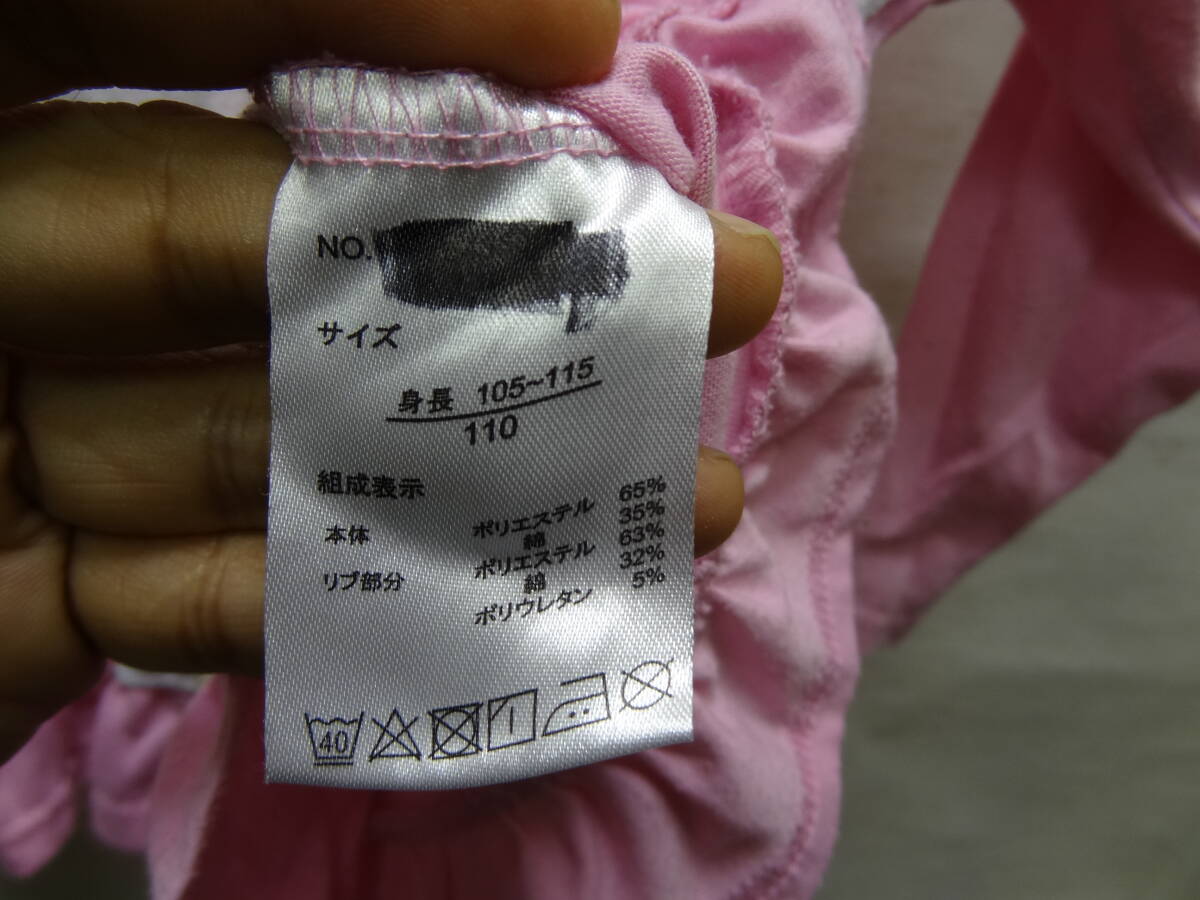 NO.
サイズ
身長 105~115
110
組成表示
本体 ポリエステル 65%
綿 35%
リブ部分 ポリエステル 63%
綿 32%
ポリウレタン 5%
40